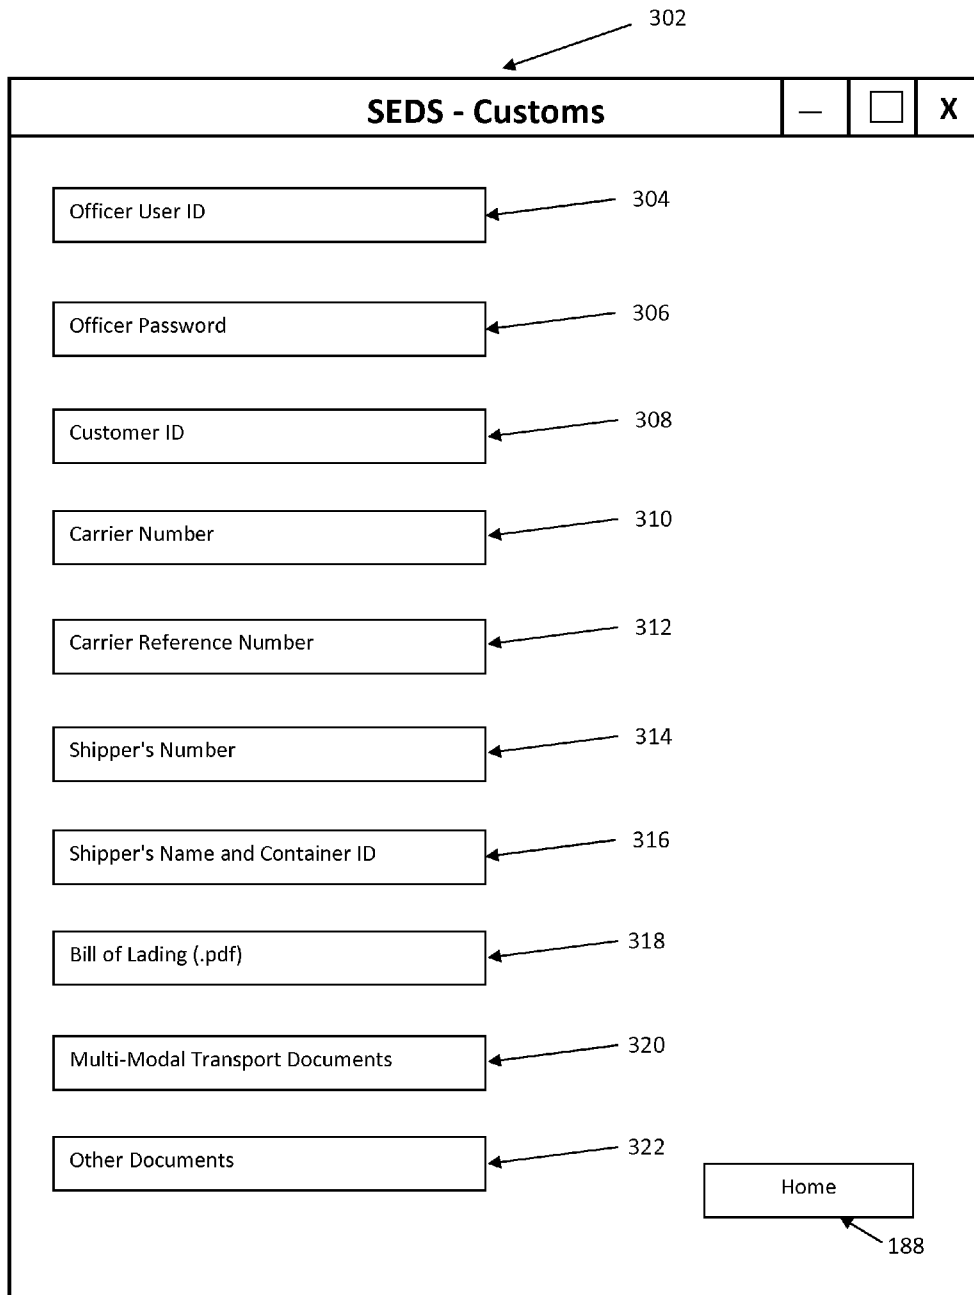 302
SEDS - Customs
X
Officer User ID
304
Officer Password
306
Customer ID
308
Carrier Number
310
Carrier Reference Number
312
Shipper's Number
314
Shipper's Name and Container ID
316
Bill of Lading (.pdf)
318
Multi-Modal Transport Documents
320
Other Documents
322
Home
188